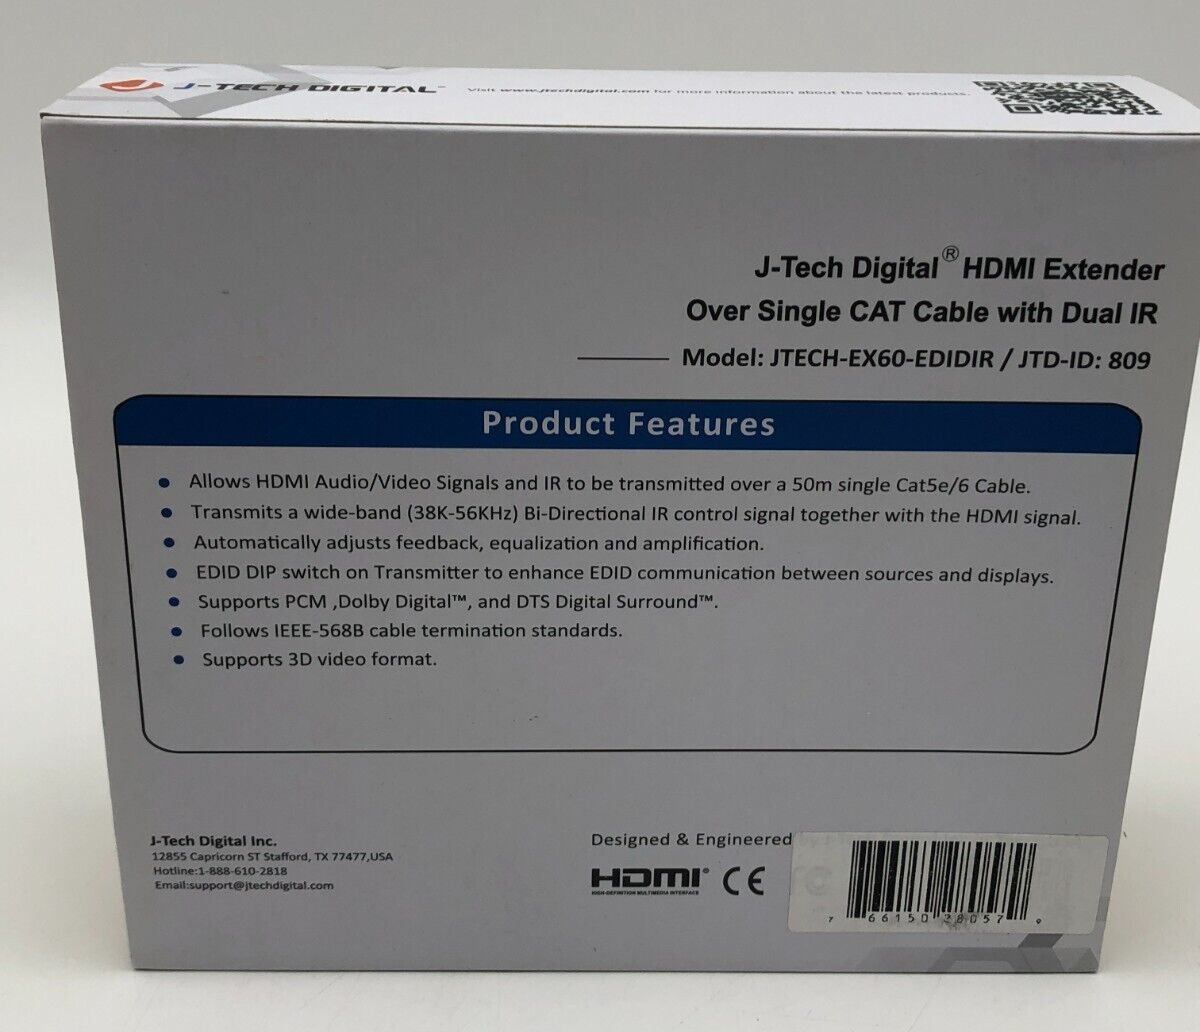 J-TECH DIGITAL™ Visit www.jtechdigital.com for more information about the latest products.
J-Tech Digital® HDMI Extender
Over Single CAT Cable with Dual IR
Model: JTECH-EX60-EDIDIR / JTD-ID: 809
Product Features
• Allows HDMI Audio/Video Signals and IR to be transmitted over a 50m single Cat5e/6 Cable.
• Transmits a wide-band (38K-56KHz) Bi-Directional IR control signal together with the HDMI signal.
• Automatically adjusts feedback, equalization and amplification.
• EDID DIP switch on Transmitter to enhance EDID communication between sources and displays.
• Supports PCM ,Dolby Digital™, and DTS Digital Surround™.
• Follows IEEE-568B cable termination standards.
• Supports 3D video format.
J-Tech Digital Inc.
12855 Capricorn ST Stafford, TX 77477,USA
Hotline:1-888-610-2818
Email:support@jtechdigital.com
Designed & Engineered
HDMI® CE
HIGH-DEFINITION MULTIMEDIA INTERFACE
7 66150 28057 9